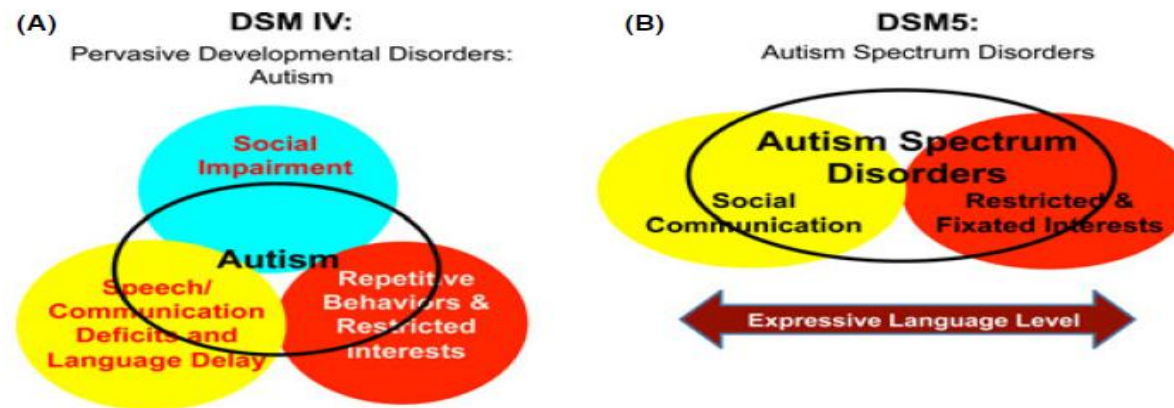 (A)
DSM IV:
Pervasive Developmental Disorders:
Autism
Social
Impairment
Autism
Speech/
Communication
Deficits and
Language Delay
Repetitive
Behaviors &
Restricted
Interests
(B)
DSM5:
Autism Spectrum Disorders
Autism Spectrum
Disorders
Social
Communication
Restricted &
Fixated Interests
Expressive Language Level